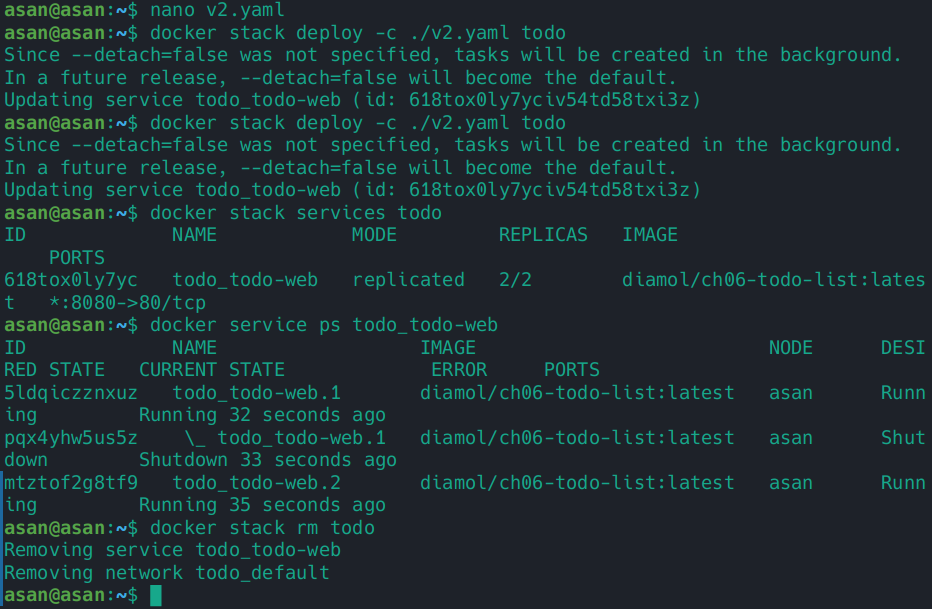 asan@asan:~$ nano v2.yaml
asan@asan:~$ docker stack deploy -c ./v2.yaml todo
Since --detach=false was not specified, tasks will be created in the background.
In a future release, --detach=false will become the default.
Updating service todo_todo-web (id: 618tox0ly7yciv54td58txi3z)
asan@asan:~$ docker stack deploy -c ./v2.yaml todo
Since --detach=false was not specified, tasks will be created in the background.
In a future release, --detach=false will become the default.
Updating service todo_todo-web (id: 618tox0ly7yciv54td58txi3z)
asan@asan:~$ docker stack services todo
ID             NAME            MODE         REPLICAS   IMAGE
    PORTS
618tox0ly7yc   todo_todo-web   replicated   2/2        diamol/ch06-todo-list:lates
t   *:8080->80/tcp
asan@asan:~$ docker service ps todo_todo-web
ID             NAME                  IMAGE                          NODE      DESI
RED STATE   CURRENT STATE             ERROR     PORTS
5ldqiczznxuz   todo_todo-web.1       diamol/ch06-todo-list:latest   asan      Runn
ing         Running 32 seconds ago
pqx4yhw5us5z    \_ todo_todo-web.1   diamol/ch06-todo-list:latest   asan      Shut
down        Shutdown 33 seconds ago
mtztof2g8tf9   todo_todo-web.2       diamol/ch06-todo-list:latest   asan      Runn
ing         Running 35 seconds ago
asan@asan:~$ docker stack rm todo
Removing service todo_todo-web
Removing network todo_default
asan@asan:~$